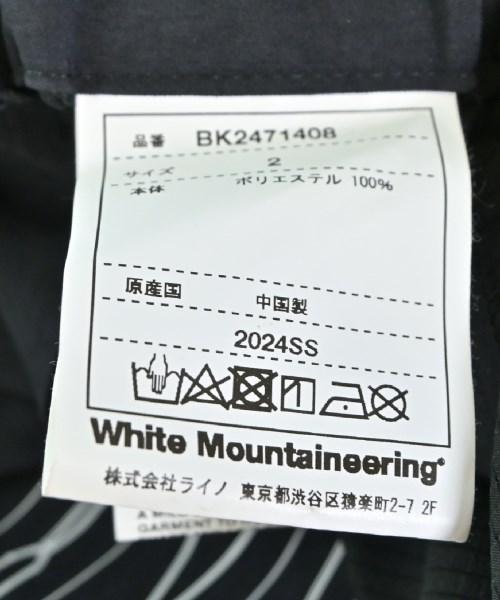 品番 BK2471408
サイズ 2
本体 ポリエステル 100%
原産国 中国製
2024SS
White Mountaineering®
株式会社ライノ 東京都渋谷区猿楽町2-7 2F
GARMENT TO